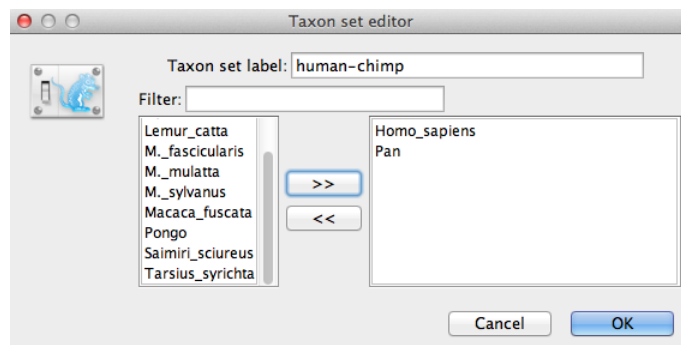 Taxon set editor
Taxon set label: human-chimp
Filter:
Lemur_catta
M._fascicularis
M._mulatta
M._sylvanus
Macaca_fuscata
Pongo
Saimiri_sciureus
Tarsius_syrichta
>>
<<
Homo_sapiens
Pan
Cancel
OK